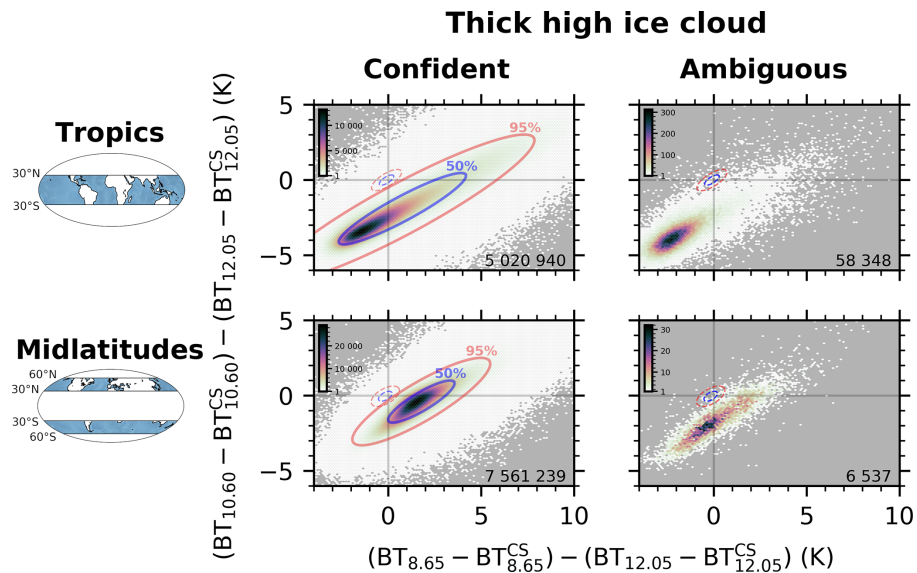 Thick high ice cloud
Confident
Ambiguous
Tropics
30°N
30°S
Midlatitudes
60°N
30°N
30°S
60°S
(BT10.60 − BT10.60CS) − (BT12.05 − BT12.05CS) (K)
5
0
−5
10 000
5 000
1
95%
50%
5 020 940
300
200
100
1
58 348
5
0
−5
20 000
10 000
1
95%
50%
7 561 239
30
20
10
1
6 537
0
5
10
0
5
10
(BT8.65 − BT8.65CS) − (BT12.05 − BT12.05CS) (K)